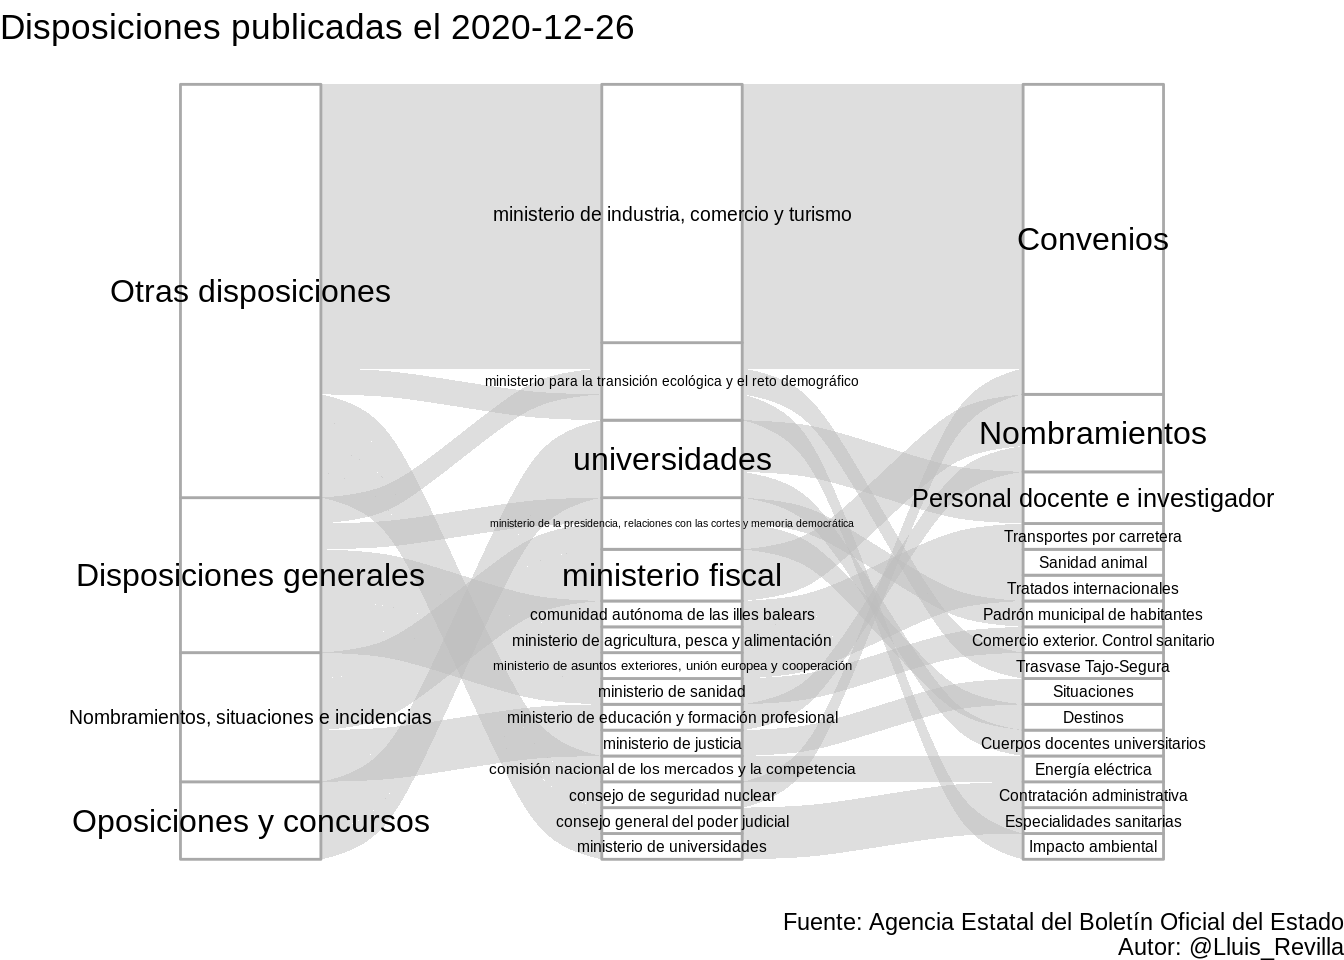 Disposiciones publicadas el 2020-12-26
Otras disposiciones
Disposiciones generales
Nombramientos, situaciones e incidencias
Oposiciones y concursos
ministerio de industria, comercio y turismo
ministerio para la transición ecológica y el reto demográfico
universidades
ministerio de la presidencia, relaciones con las cortes y memoria democrática
ministerio fiscal
comunidad autónoma de las illes balears
ministerio de agricultura, pesca y alimentación
ministerio de asuntos exteriores, unión europea y cooperación
ministerio de sanidad
ministerio de educación y formación profesional
ministerio de justicia
comisión nacional de los mercados y la competencia
consejo de seguridad nuclear
consejo general del poder judicial
ministerio de universidades
Convenios
Nombramientos
Personal docente e investigador
Transportes por carretera
Sanidad animal
Tratados internacionales
Padrón municipal de habitantes
Comercio exterior. Control sanitario
Trasvase Tajo-Segura
Situaciones
Destinos
Cuerpos docentes universitarios
Energía eléctrica
Contratación administrativa
Especialidades sanitarias
Impacto ambiental
Fuente: Agencia Estatal del Boletín Oficial del Estado
Autor: @Lluis_Revilla